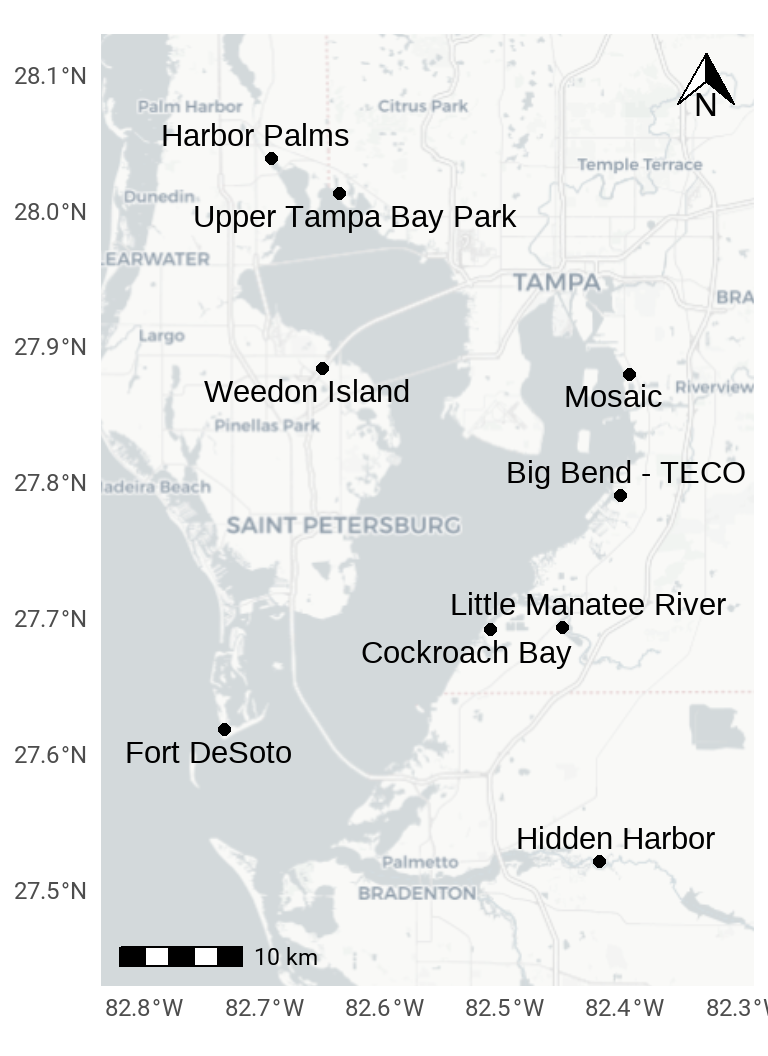 28.1°N
N
Palm Harbor
Citrus Park
Harbor Palms
Temple Terrace
Dunedin
28.0°N
Upper Tampa Bay Park
LEARWATER
TAMPA
BRA
27.9°N
Largo
Weedon Island
Mosaic
Riverview
Pinellas Park
Big Bend - TECO
27.8°N
adeira Beach
SAINT PETERSBURG
Little Manatee River
27.7°N
Cockroach Bay
27.6°N
Fort DeSoto
Hidden Harbor
Palmetto
27.5°N
BRADENTON
10 km
82.8°W 82.7°W 82.6°W 82.5°W 82.4°W 82.3°W